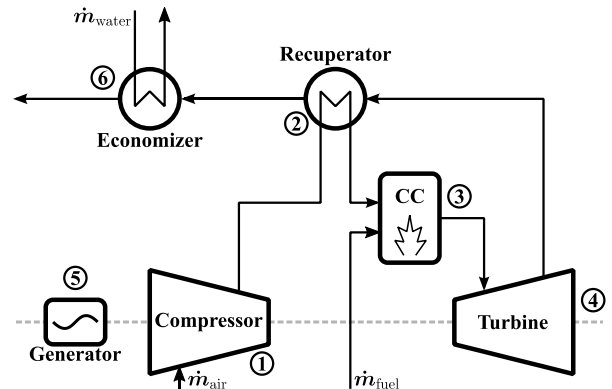 ṁwater
Recuperator
⑥
Economizer
②
CC
③
⑤
Compressor
Turbine
④
Generator
①
ṁair
ṁfuel